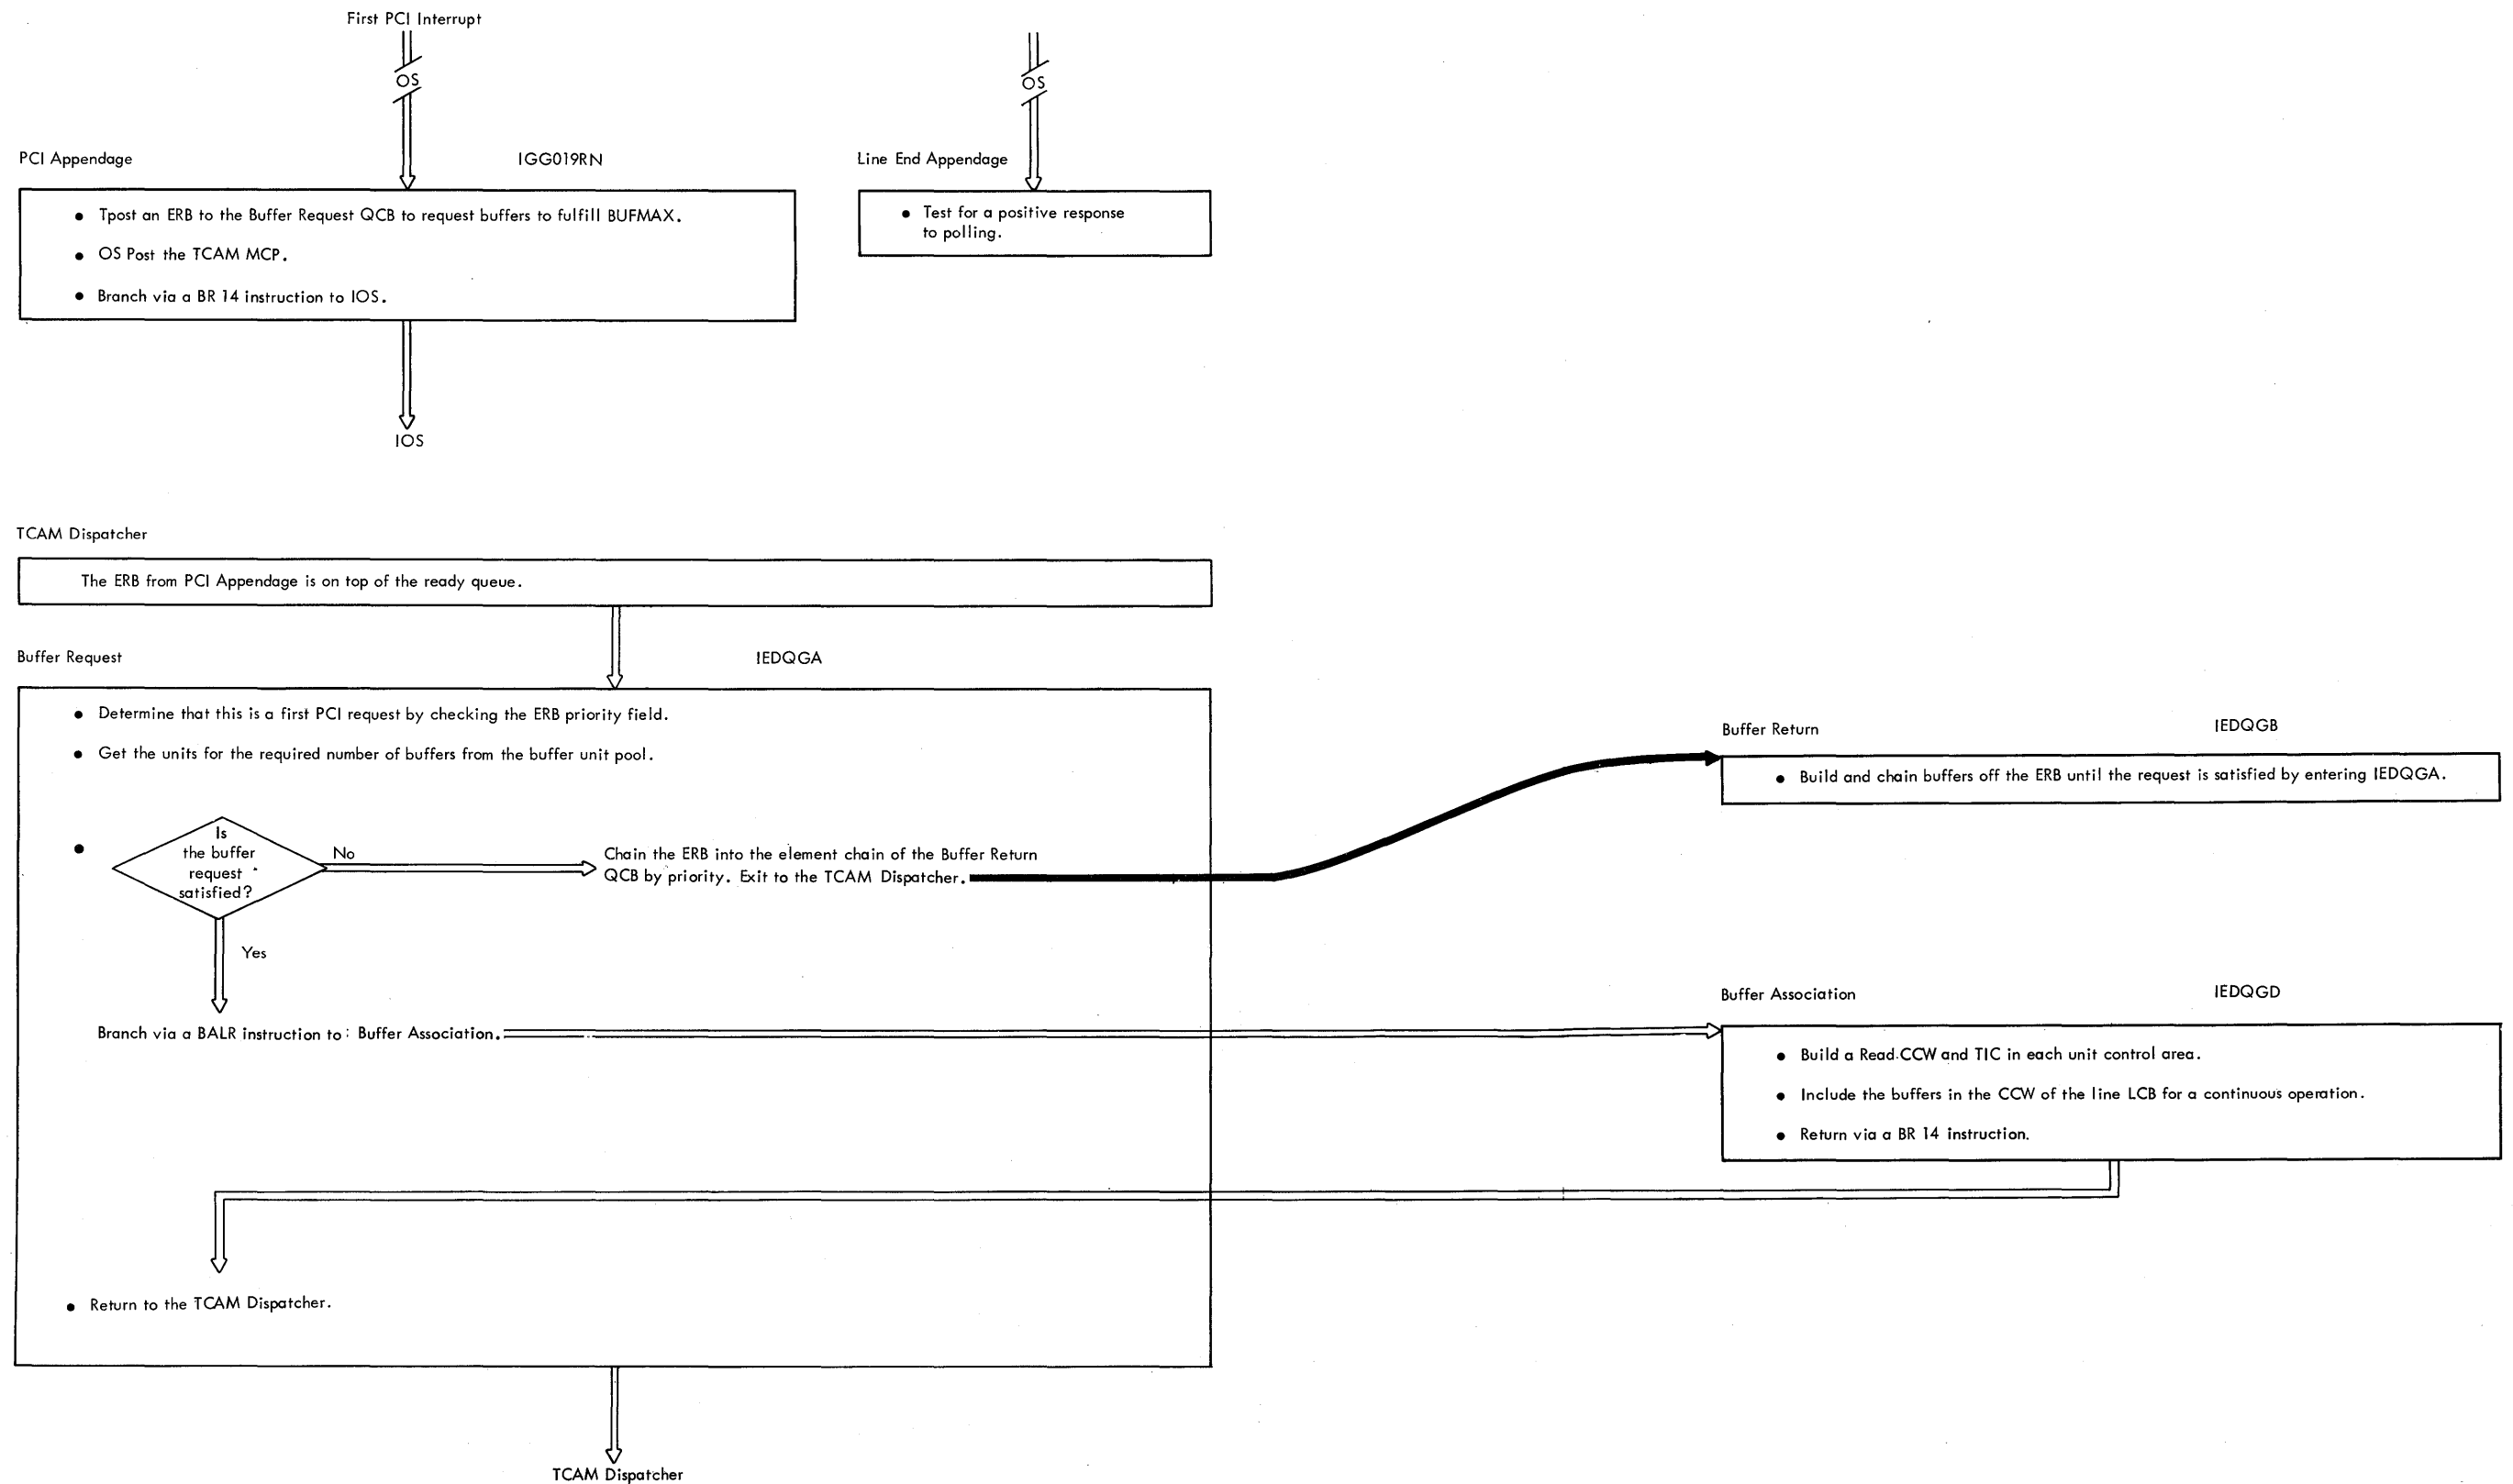 First PCI Interrupt
OS
OS
PCI Appendage
IGG019RN
Line End Appendage
• Tpost an ERB to the Buffer Request QCB to request buffers to fulfill BUFMAX.
• OS Post the TCAM MCP.
• Branch via a BR 14 instruction to IOS.
• Test for a positive response
to polling.
IOS
TCAM Dispatcher
The ERB from PCI Appendage is on top of the ready queue.
Buffer Request
IEDQGA
• Determine that this is a first PCI request by checking the ERB priority field.
• Get the units for the required number of buffers from the buffer unit pool.
• Is
the buffer
request
satisfied?
No
Chain the ERB into the element chain of the Buffer Return
QCB by priority. Exit to the TCAM Dispatcher.
Buffer Return
IEDQGB
• Build and chain buffers off the ERB until the request is satisfied by entering IEDQGA.
Yes
Branch via a BALR instruction to: Buffer Association.
Buffer Association
IEDQGD
• Build a Read CCW and TIC in each unit control area.
• Include the buffers in the CCW of the line LCB for a continuous operation.
• Return via a BR 14 instruction.
• Return to the TCAM Dispatcher.
TCAM Dispatcher